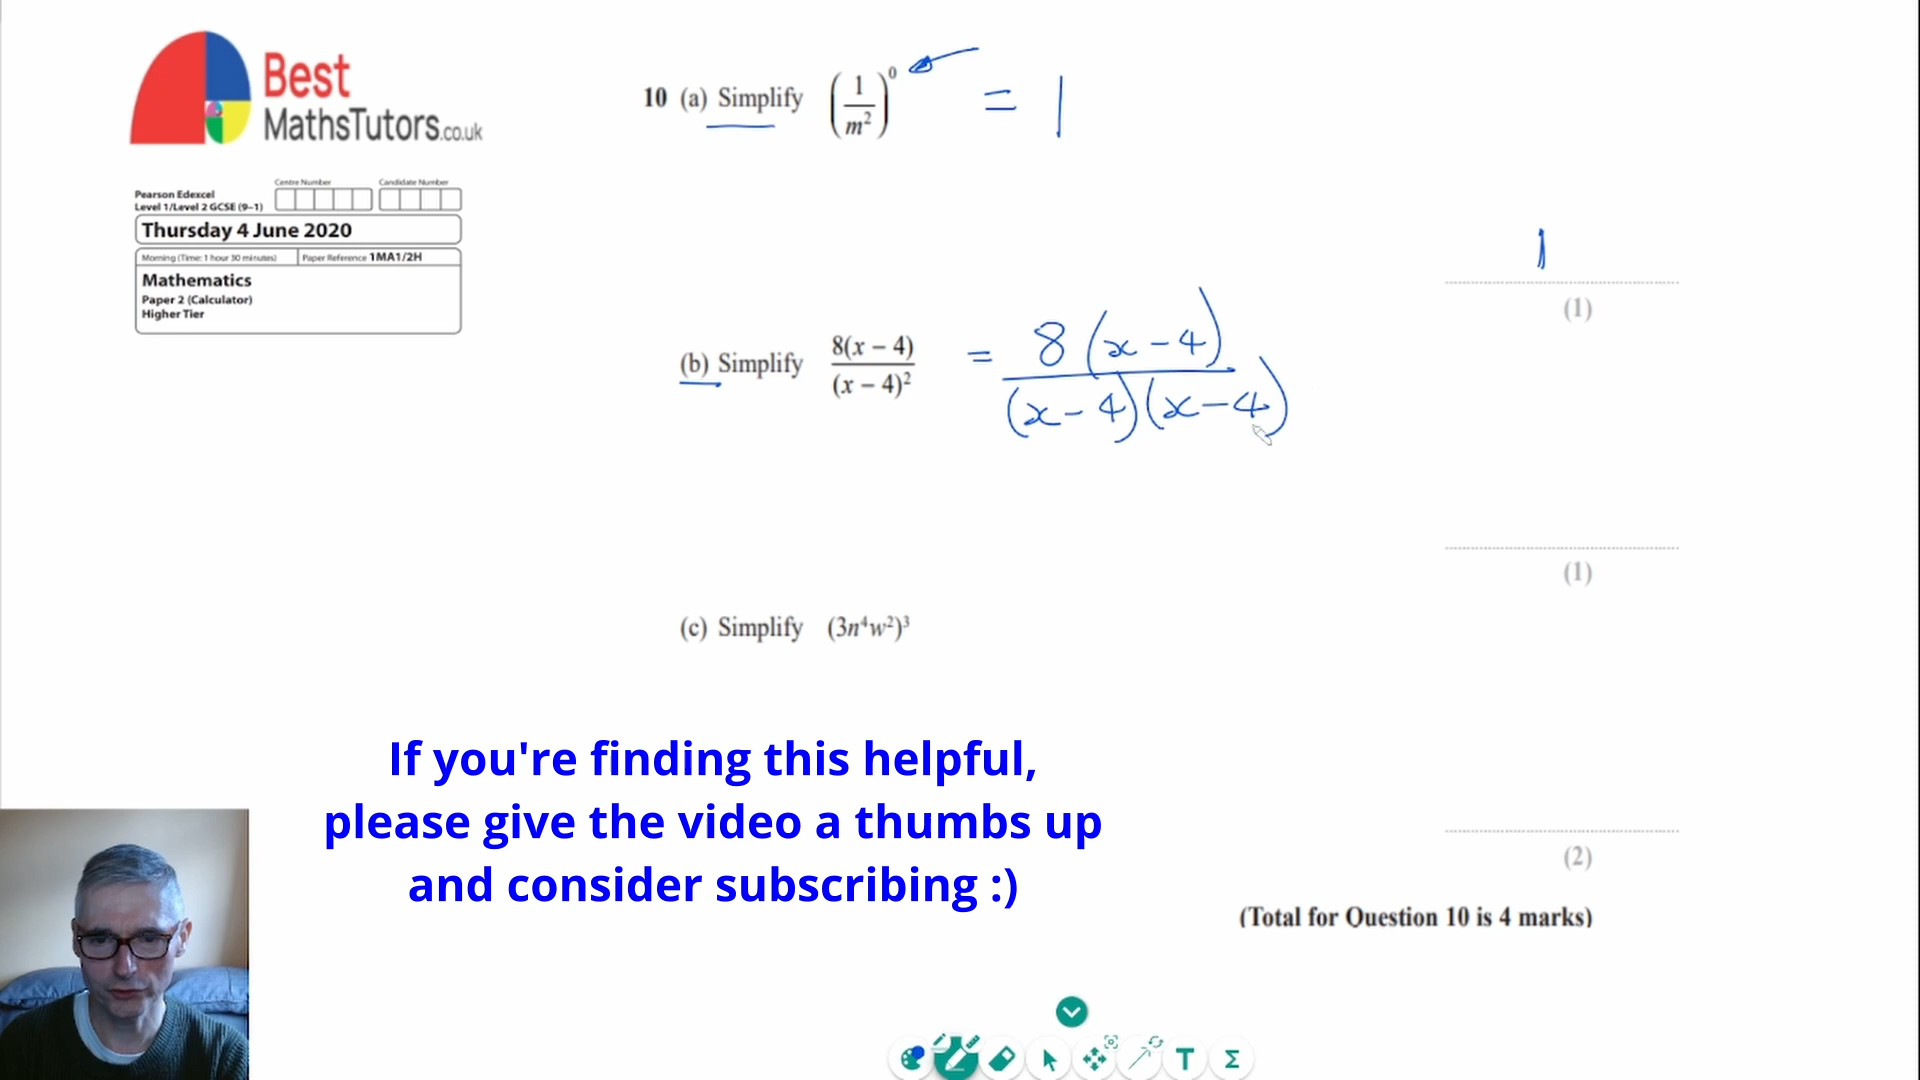 Best
MathsTutors.co.uk
Pearson Edexcel
Level 1/Level 2 GCSE (9–1)
Centre Number
Candidate Number
Thursday 4 June 2020
Morning (Time: 1 hour 30 minutes)
Paper Reference 1MA1/2H
Mathematics
Paper 2 (Calculator)
Higher Tier
10 (a) Simplify (1/m²)⁰ = 1
1
(1)
(b) Simplify 8(x – 4)/(x – 4)² = 8(x – 4)/(x – 4)(x – 4)
(1)
(c) Simplify (3n⁴w²)³
(2)
If you're finding this helpful,
please give the video a thumbs up
and consider subscribing :)
(Total for Question 10 is 4 marks)
T Σ